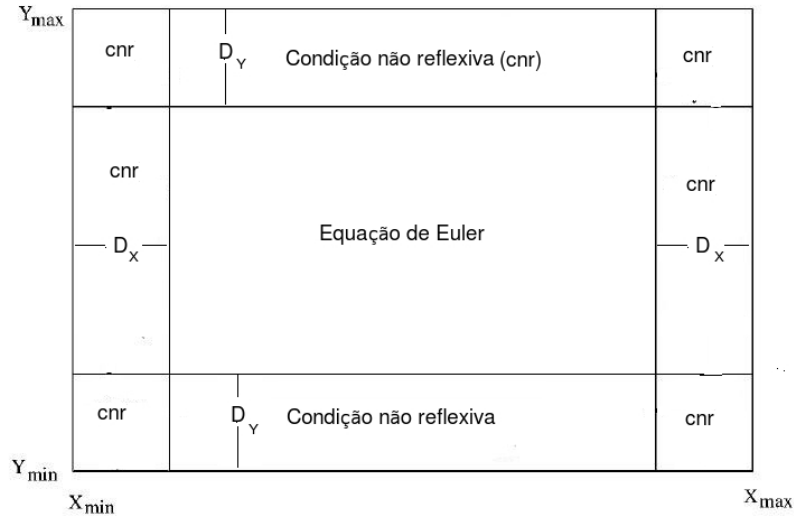 Ymax
cnr
DY
Condição não reflexiva (cnr)
cnr
cnr
cnr
DX
Equação de Euler
DX
cnr
DY
Condição não reflexiva
cnr
Ymin
Xmin
Xmax